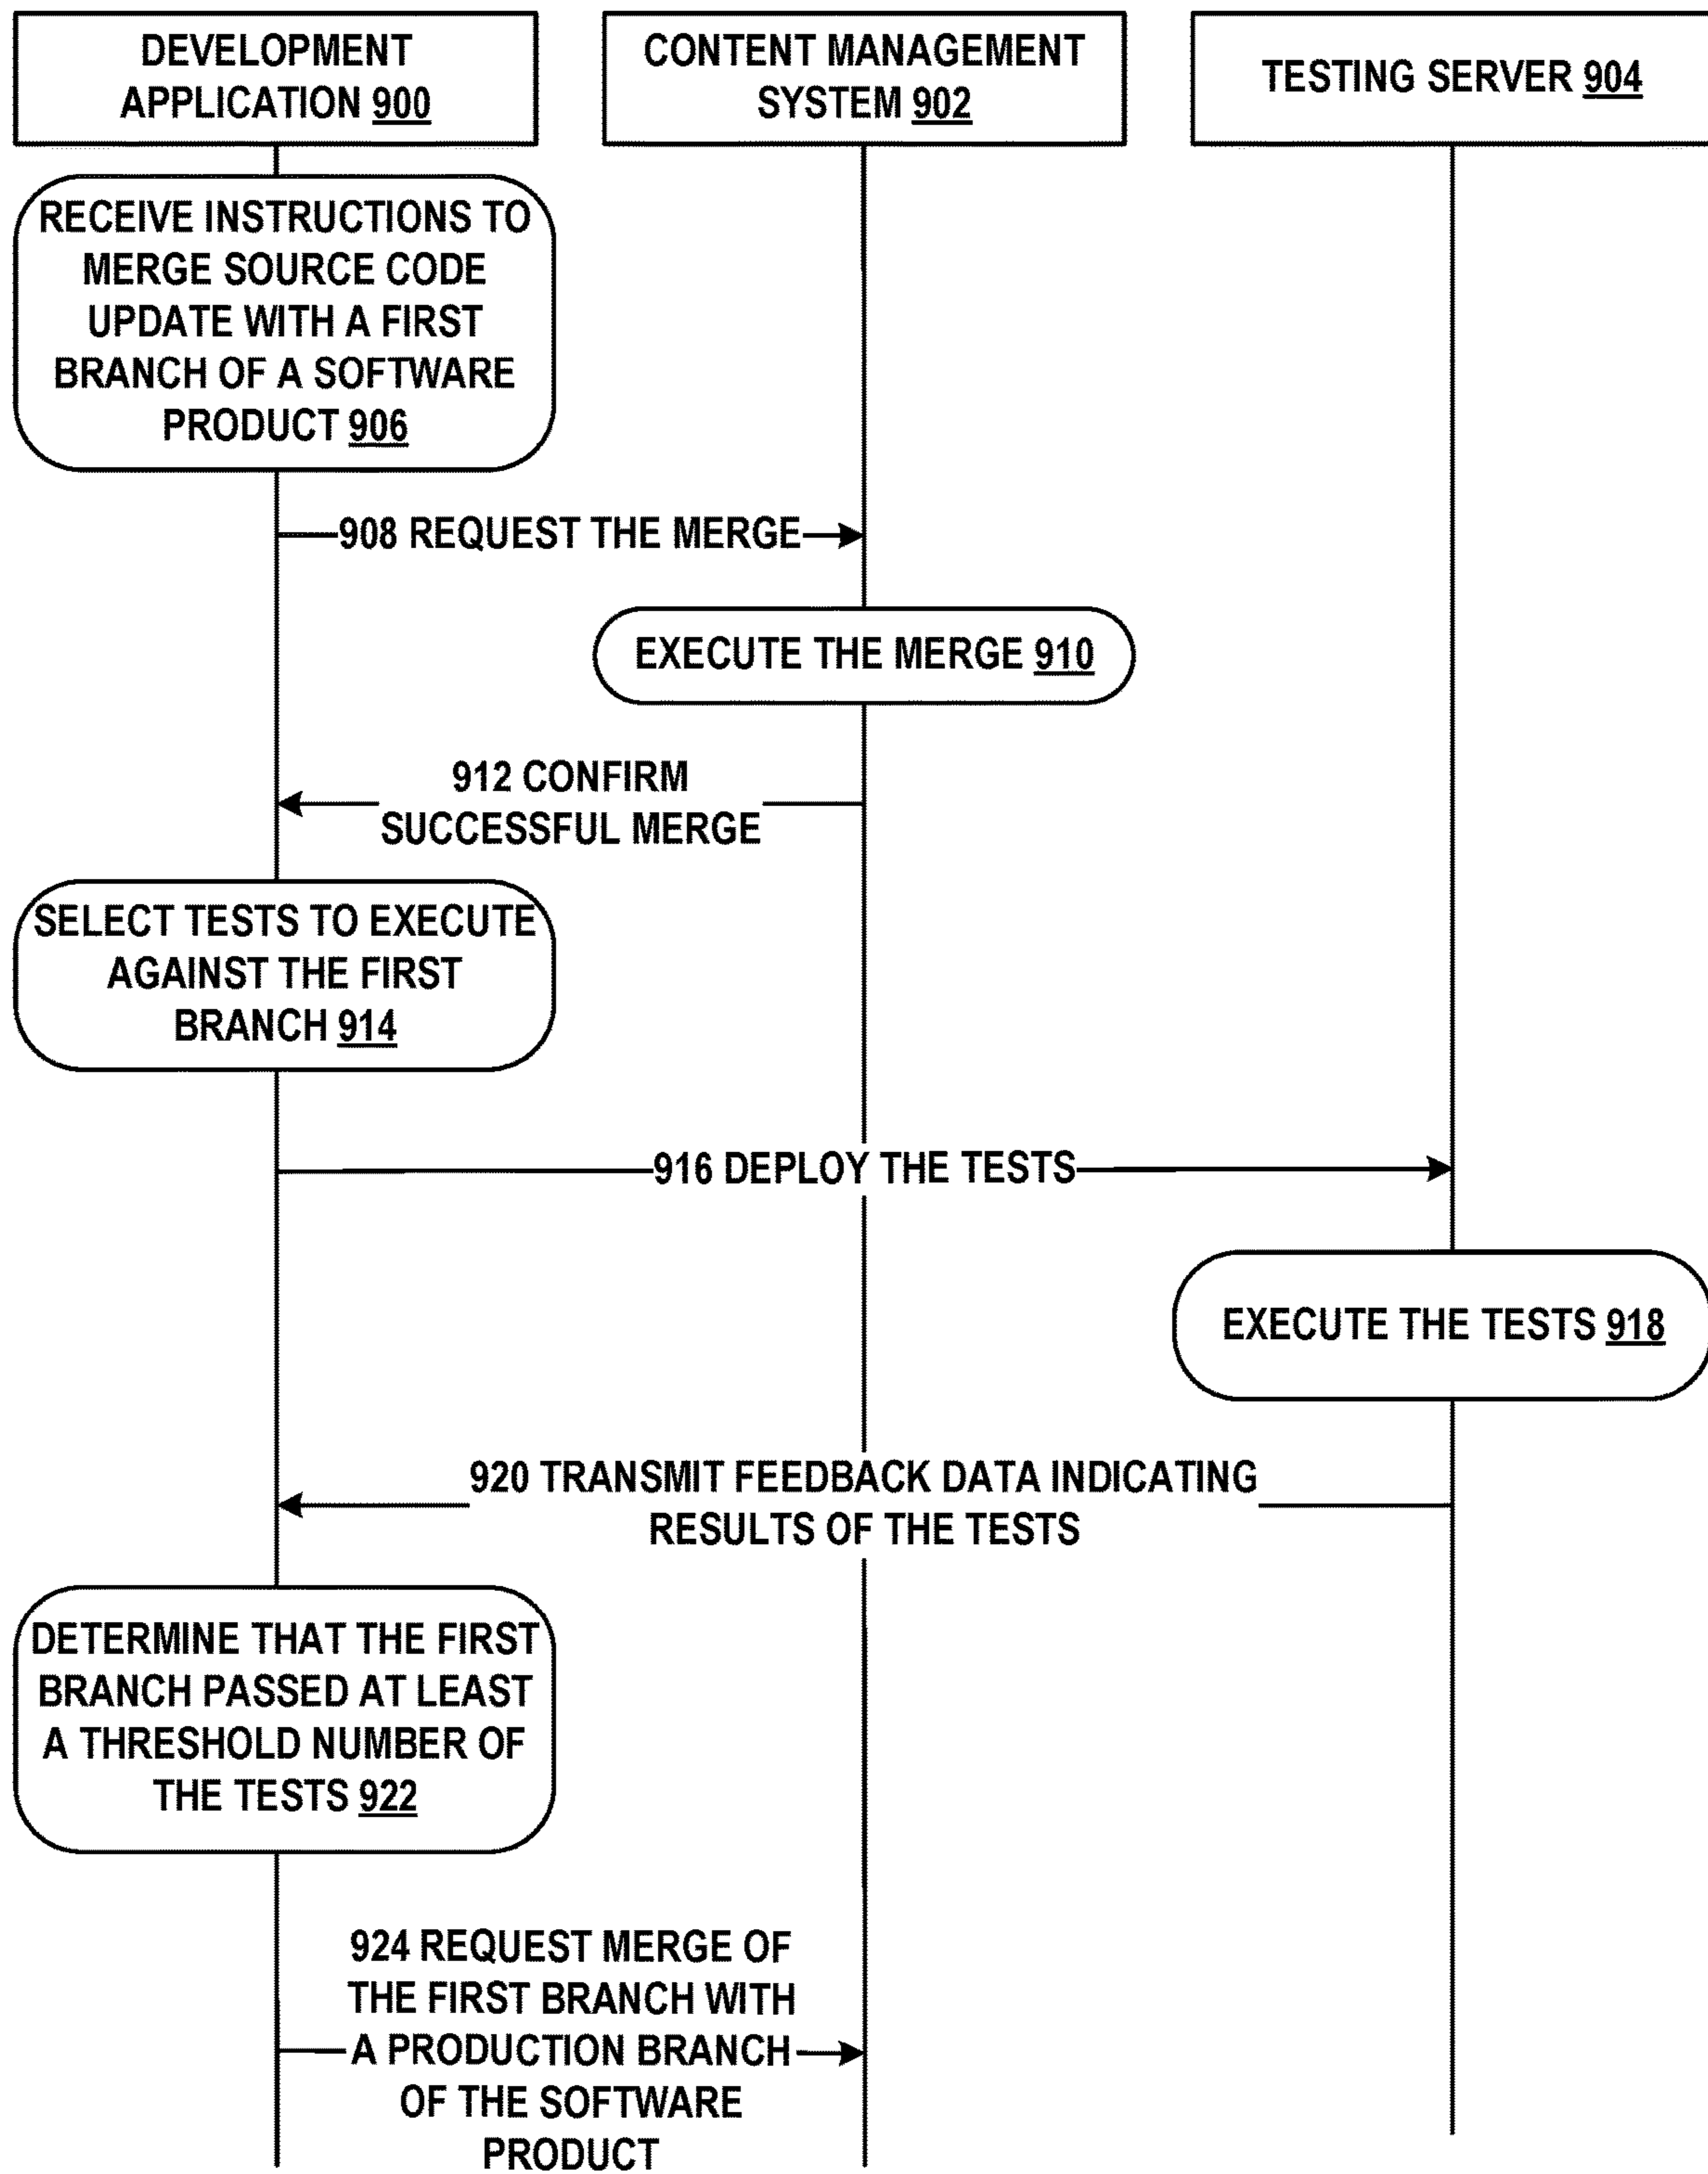 DEVELOPMENT
APPLICATION 900
CONTENT MANAGEMENT
SYSTEM 902
TESTING SERVER 904
RECEIVE INSTRUCTIONS TO
MERGE SOURCE CODE
UPDATE WITH A FIRST
BRANCH OF A SOFTWARE
PRODUCT 906
908 REQUEST THE MERGE
EXECUTE THE MERGE 910
912 CONFIRM
SUCCESSFUL MERGE
SELECT TESTS TO EXECUTE
AGAINST THE FIRST
BRANCH 914
916 DEPLOY THE TESTS
EXECUTE THE TESTS 918
920 TRANSMIT FEEDBACK DATA INDICATING
RESULTS OF THE TESTS
DETERMINE THAT THE FIRST
BRANCH PASSED AT LEAST
A THRESHOLD NUMBER OF
THE TESTS 922
924 REQUEST MERGE OF
THE FIRST BRANCH WITH
A PRODUCTION BRANCH
OF THE SOFTWARE
PRODUCT